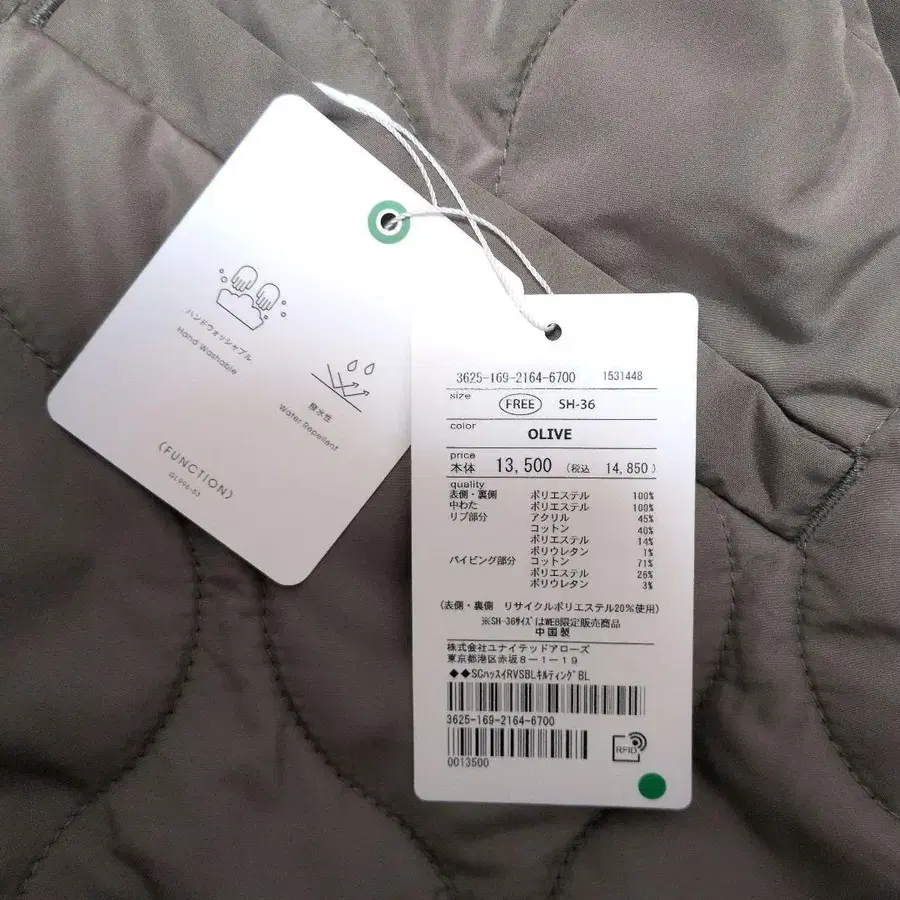 ハンドウォッシャブル
Hand Washable
撥水性
Water Repellent
(FUNCTION)
3625-169-2164-6700 1531448
size
FREE SH-36
color
OLIVE
price
本体 13,500 (税込 14,850)
quality
表側・裏側 ポリエステル 100%
中わた ポリエステル 100%
リブ部分 アクリル 45%
コットン 40%
ポリエステル 14%
ポリウレタン 1%
パイピング部分 コットン 71%
ポリエステル 26%
ポリウレタン 3%
(表側・裏側 リサイクルポリエステル20%使用)
※SH-36サイズはWEB限定販売商品
中国製
株式会社ユナイテッドアローズ
東京都港区赤坂8-1-19
◆◆SCハッスイRVSBLキルティングBL
3625-169-2164-6700
0013500
RFID